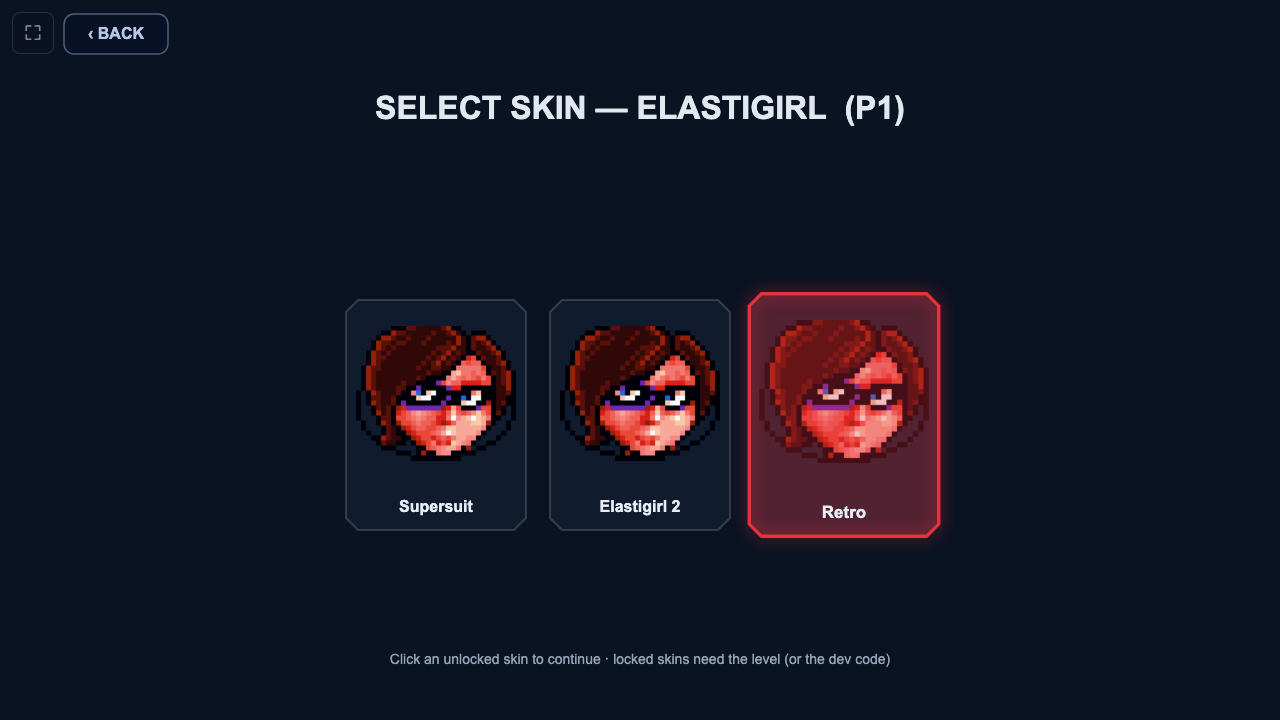 ‹ BACK
SELECT SKIN — ELASTIGIRL (P1)
Supersuit
Elastigirl 2
Retro
Click an unlocked skin to continue · locked skins need the level (or the dev code)